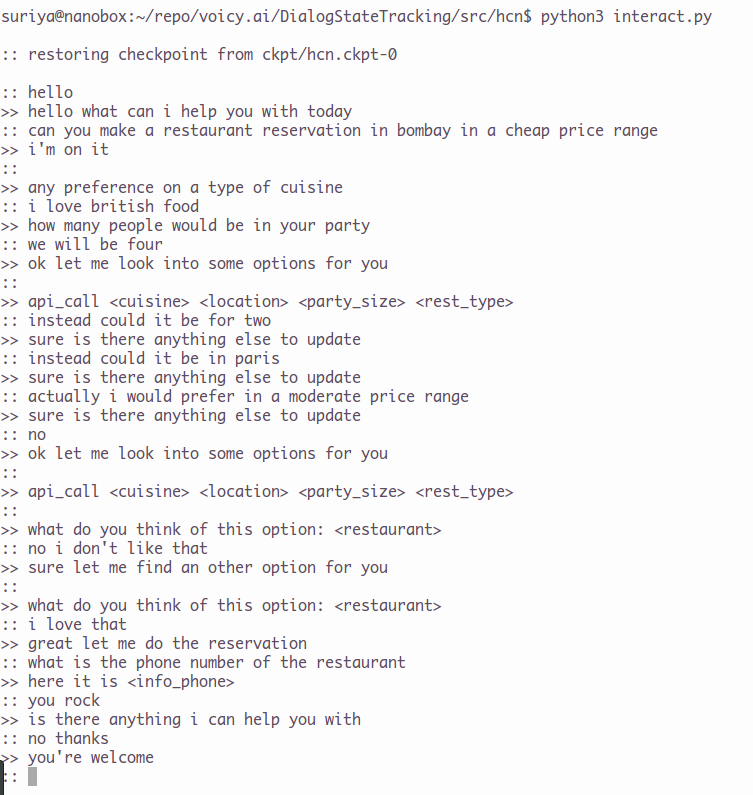 suriya@nanobox:~/repo/voicy.ai/DialogStateTracking/src/hcn$ python3 interact.py
:: restoring checkpoint from ckpt/hcn.ckpt-0
:: hello
>> hello what can i help you with today
:: can you make a restaurant reservation in bombay in a cheap price range
>> i'm on it
::
>> any preference on a type of cuisine
:: i love british food
>> how many people would be in your party
:: we will be four
>> ok let me look into some options for you
::
>> api_call <cuisine> <location> <party_size> <rest_type>
:: instead could it be for two
>> sure is there anything else to update
:: instead could it be in paris
>> sure is there anything else to update
:: actually i would prefer in a moderate price range
>> sure is there anything else to update
:: no
>> ok let me look into some options for you
::
>> api_call <cuisine> <location> <party_size> <rest_type>
::
>> what do you think of this option: <restaurant>
:: no i don't like that
>> sure let me find an other option for you
::
>> what do you think of this option: <restaurant>
:: i love that
>> great let me do the reservation
:: what is the phone number of the restaurant
>> here it is <info_phone>
:: you rock
>> is there anything i can help you with
:: no thanks
>> you're welcome
::